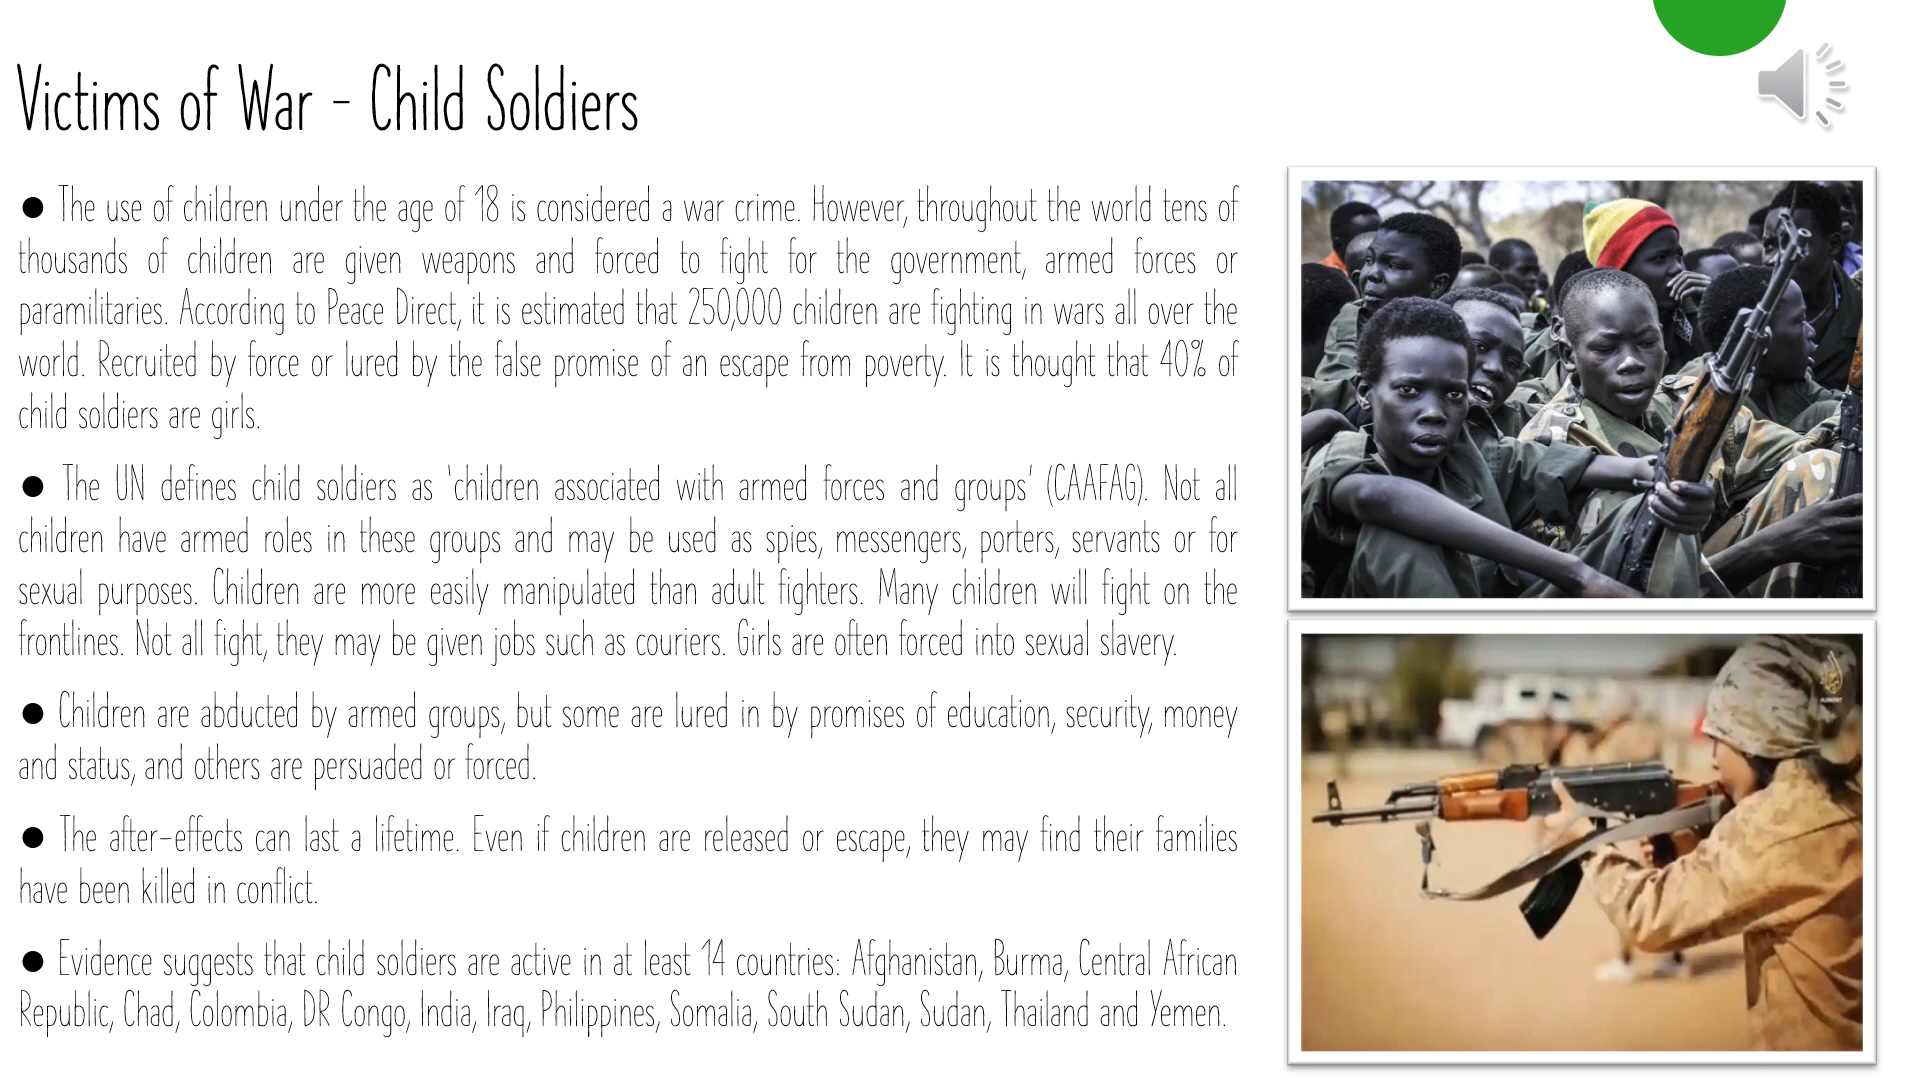 Victims of War - Child Soldiers
● The use of children under the age of 18 is considered a war crime. However, throughout the world tens of
thousands of children are given weapons and forced to fight for the government, armed forces or
paramilitaries. According to Peace Direct, it is estimated that 250,000 children are fighting in wars all over the
world. Recruited by force or lured by the false promise of an escape from poverty. It is thought that 40% of
child soldiers are girls.
● The UN defines child soldiers as ‘children associated with armed forces and groups’ (CAAFAG). Not all
children have armed roles in these groups and may be used as spies, messengers, porters, servants or for
sexual purposes. Children are more easily manipulated than adult fighters. Many children will fight on the
frontlines. Not all fight, they may be given jobs such as couriers. Girls are often forced into sexual slavery.
● Children are abducted by armed groups, but some are lured in by promises of education, security, money
and status, and others are persuaded or forced.
● The after-effects can last a lifetime. Even if children are released or escape, they may find their families
have been killed in conflict.
● Evidence suggests that child soldiers are active in at least 14 countries: Afghanistan, Burma, Central African
Republic, Chad, Colombia, DR Congo, India, Iraq, Philippines, Somalia, South Sudan, Sudan, Thailand and Yemen.